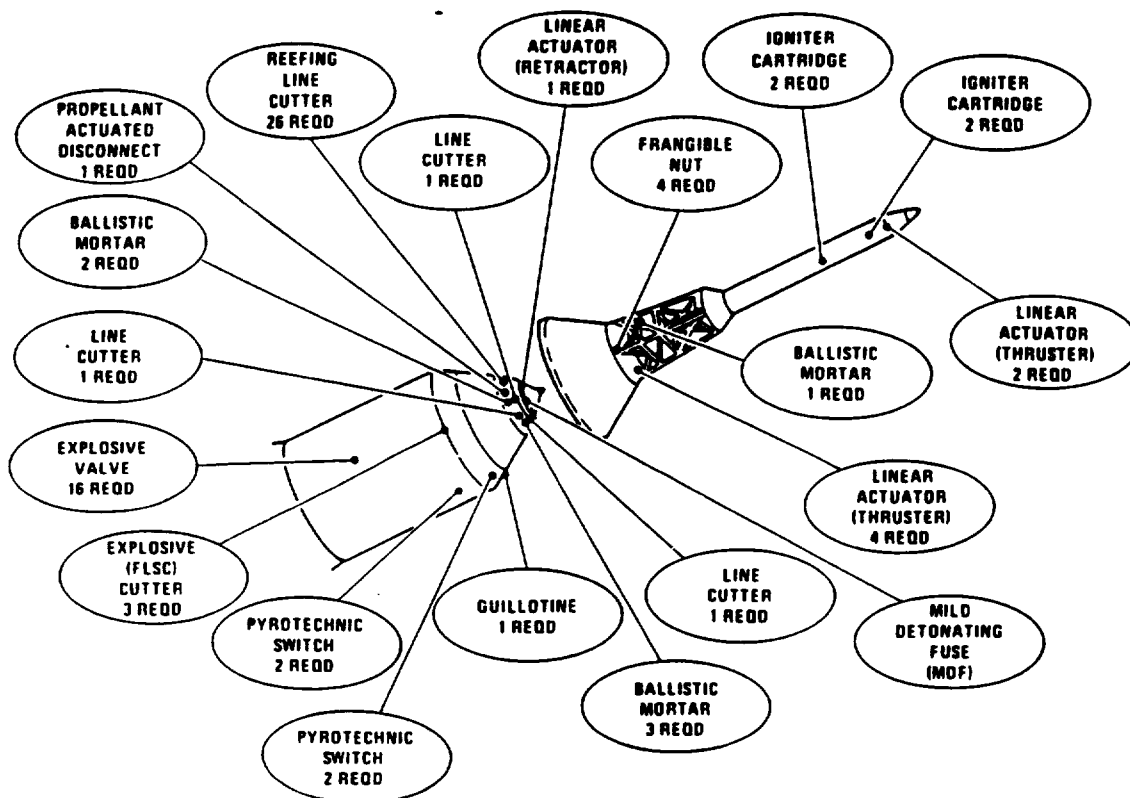 LINEAR
ACTUATOR
(RETRACTOR)
1 REQD
IGNITER
CARTRIDGE
2 REQD
REEFING
LINE
CUTTER
26 REQD
IGNITER
CARTRIDGE
2 REQD
PROPELLANT
ACTUATED
DISCONNECT
1 REQD
LINE
CUTTER
1 REQD
FRANGIBLE
NUT
4 REQD
BALLISTIC
MORTAR
2 REQD
LINE
CUTTER
1 REQD
BALLISTIC
MORTAR
1 REQD
LINEAR
ACTUATOR
(THRUSTER)
2 REQD
EXPLOSIVE
VALVE
16 REQD
LINEAR
ACTUATOR
(THRUSTER)
4 REQD
EXPLOSIVE
(FLSC)
CUTTER
3 REQD
GUILLOTINE
1 REQD
LINE
CUTTER
1 REQD
MILD
DETONATING
FUSE
(MDF)
PYROTECHNIC
SWITCH
2 REQD
BALLISTIC
MORTAR
3 REQD
PYROTECHNIC
SWITCH
2 REQD